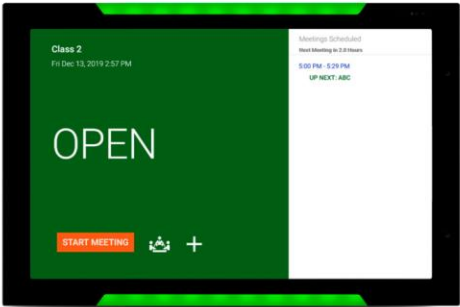 Class 2
Fri Dec 13, 2019 2:57 PM
OPEN
START MEETING
Meetings Scheduled
Next Meeting in 2.0 Hours
5:00 PM - 5:29 PM
UP NEXT: ABC